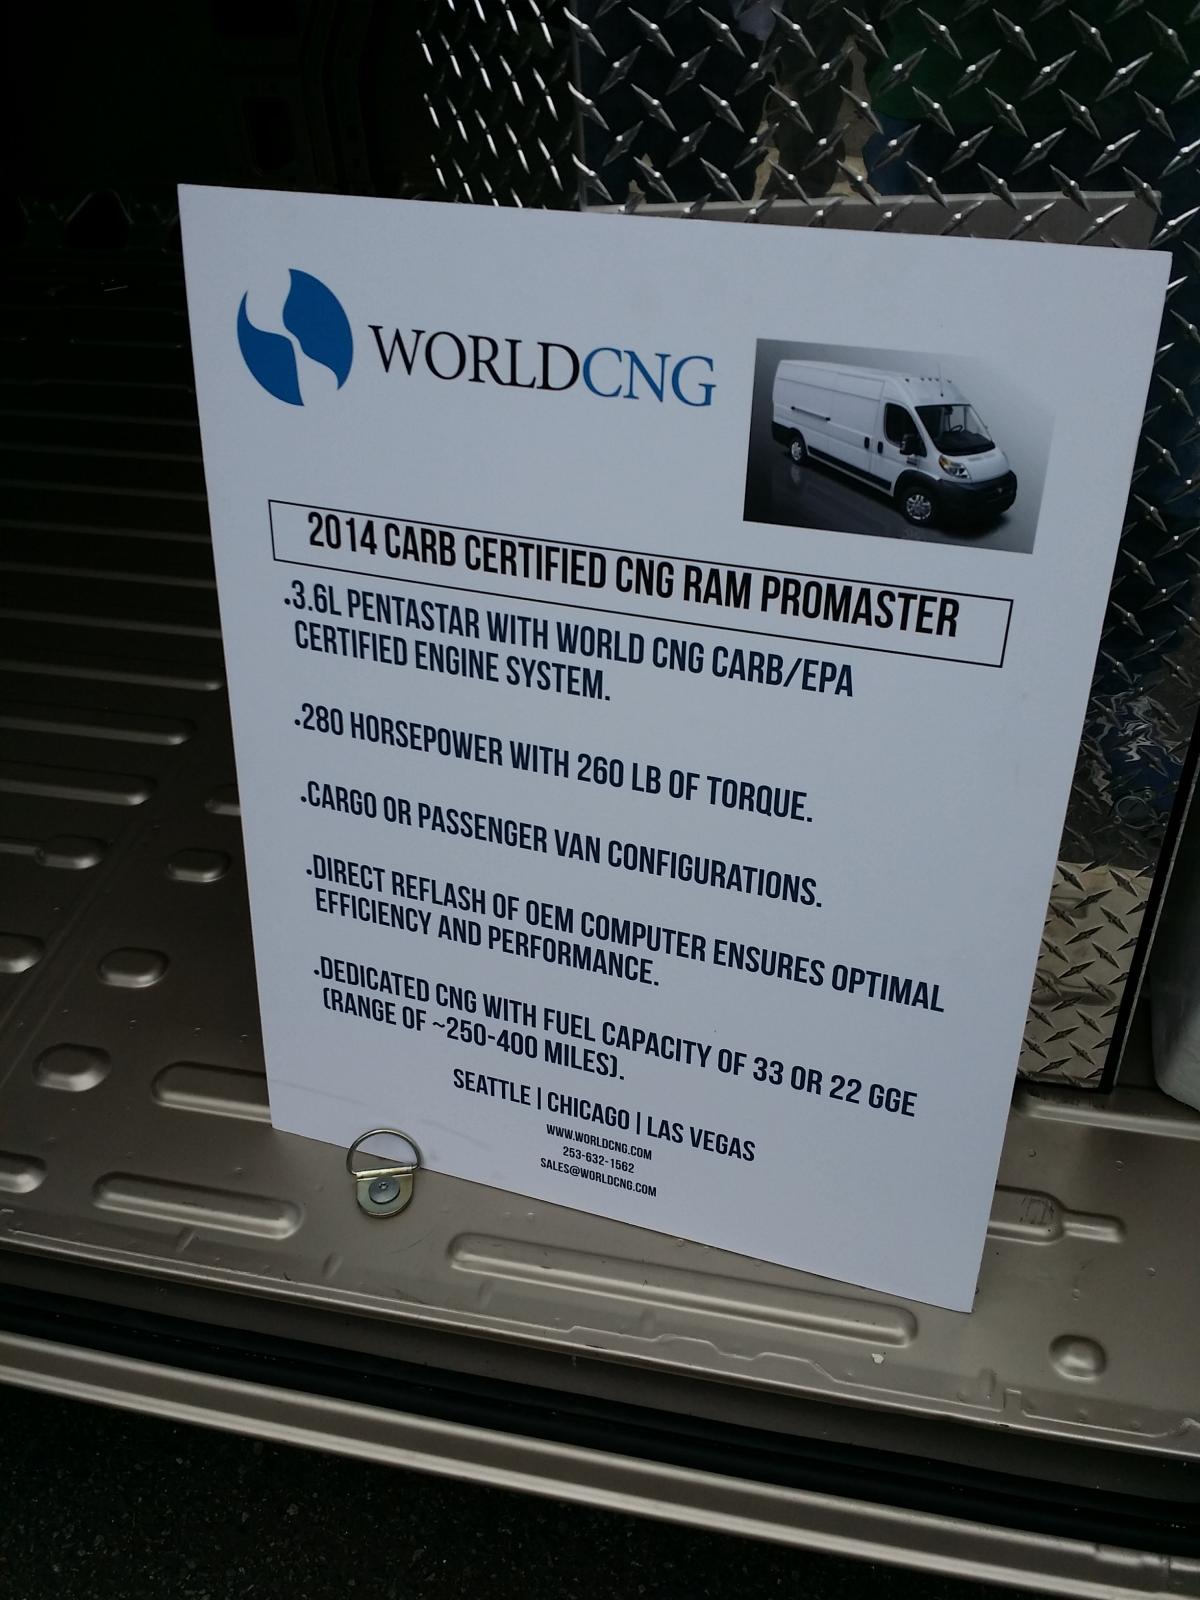 WORLDCNG
2014 CARB CERTIFIED CNG RAM PROMASTER
.3.6L PENTASTAR WITH WORLD CNG CARB/EPA
CERTIFIED ENGINE SYSTEM.
.280 HORSEPOWER WITH 260 LB OF TORQUE.
.CARGO OR PASSENGER VAN CONFIGURATIONS.
.DIRECT REFLASH OF OEM COMPUTER ENSURES OPTIMAL
EFFICIENCY AND PERFORMANCE.
.DEDICATED CNG WITH FUEL CAPACITY OF 33 OR 22 GGE
(RANGE OF ~250-400 MILES).
SEATTLE | CHICAGO | LAS VEGAS
WWW.WORLDCNG.COM
253-632-1562
SALES@WORLDCNG.COM